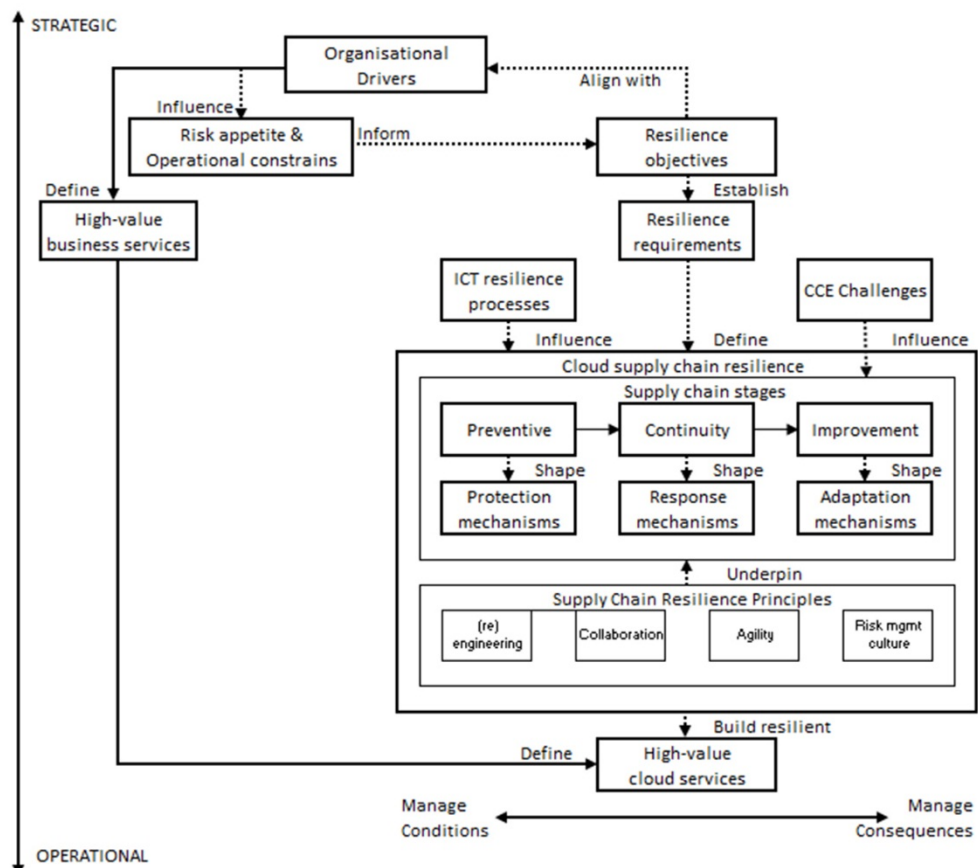 STRATEGIC
Organisational
Drivers
Align with
Influence
Risk appetite &
Operational constrains
Inform
Resilience
objectives
Define
Establish
High-value
business services
Resilience
requirements
ICT resilience
processes
CCE Challenges
Influence
Define
Influence
Cloud supply chain resilience
Supply chain stages
Preventive
Continuity
Improvement
Shape
Shape
Shape
Protection
mechanisms
Response
mechanisms
Adaptation
mechanisms
Underpin
Supply Chain Resilience Principles
(re)
engineering
Collaboration
Agility
Risk mgmt
culture
Build resilient
Define
High-value
cloud services
Manage
Conditions
Manage
Consequences
OPERATIONAL